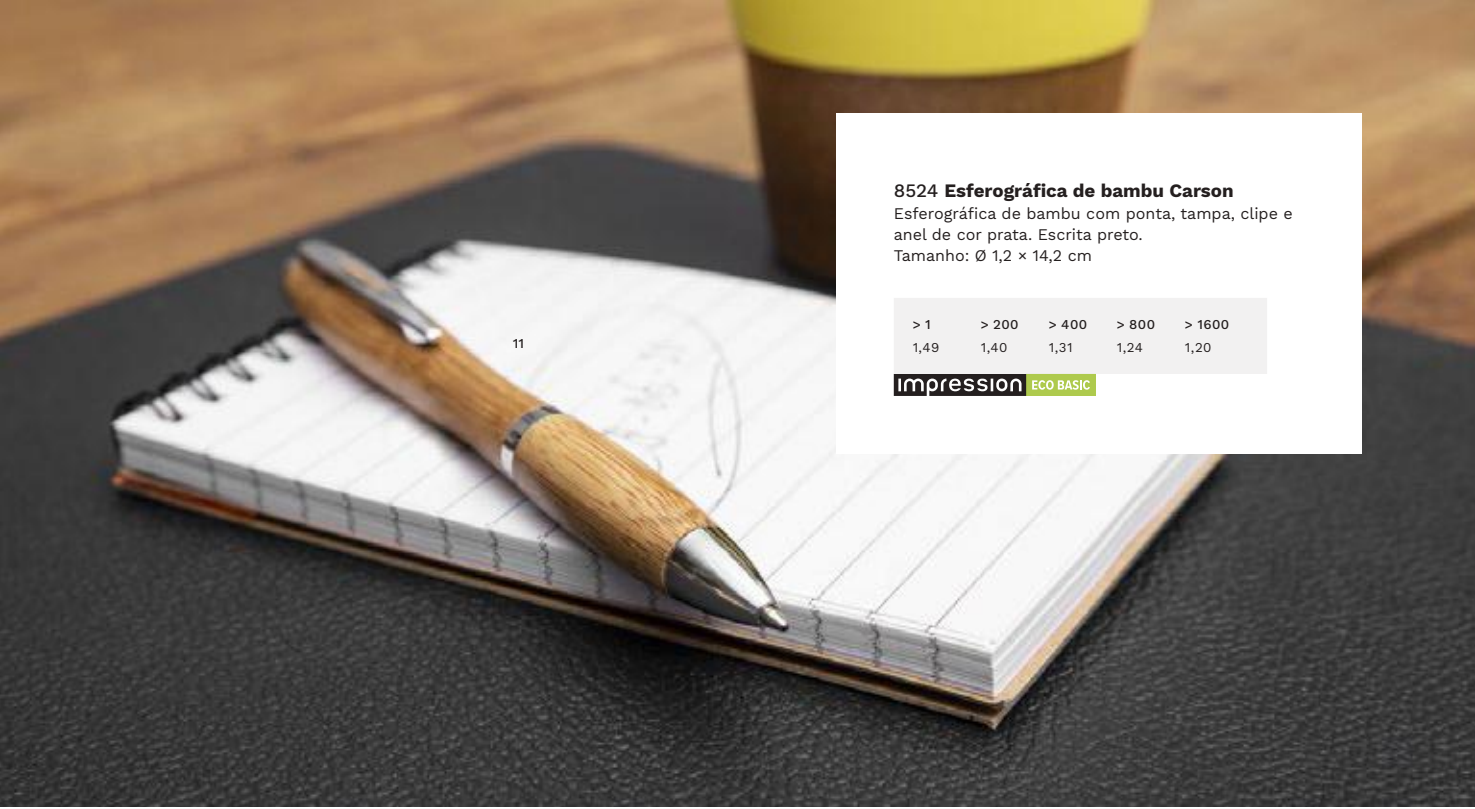 8524 Esferográfica de bambu Carson
Esferográfica de bambu com ponta, tampa, clipe e
anel de cor prata. Escrita preto.
Tamanho: Ø 1,2 × 14,2 cm
> 1 > 200 > 400 > 800 > 1600
1,49 1,40 1,31 1,24 1,20
impression ECO BASIC
11